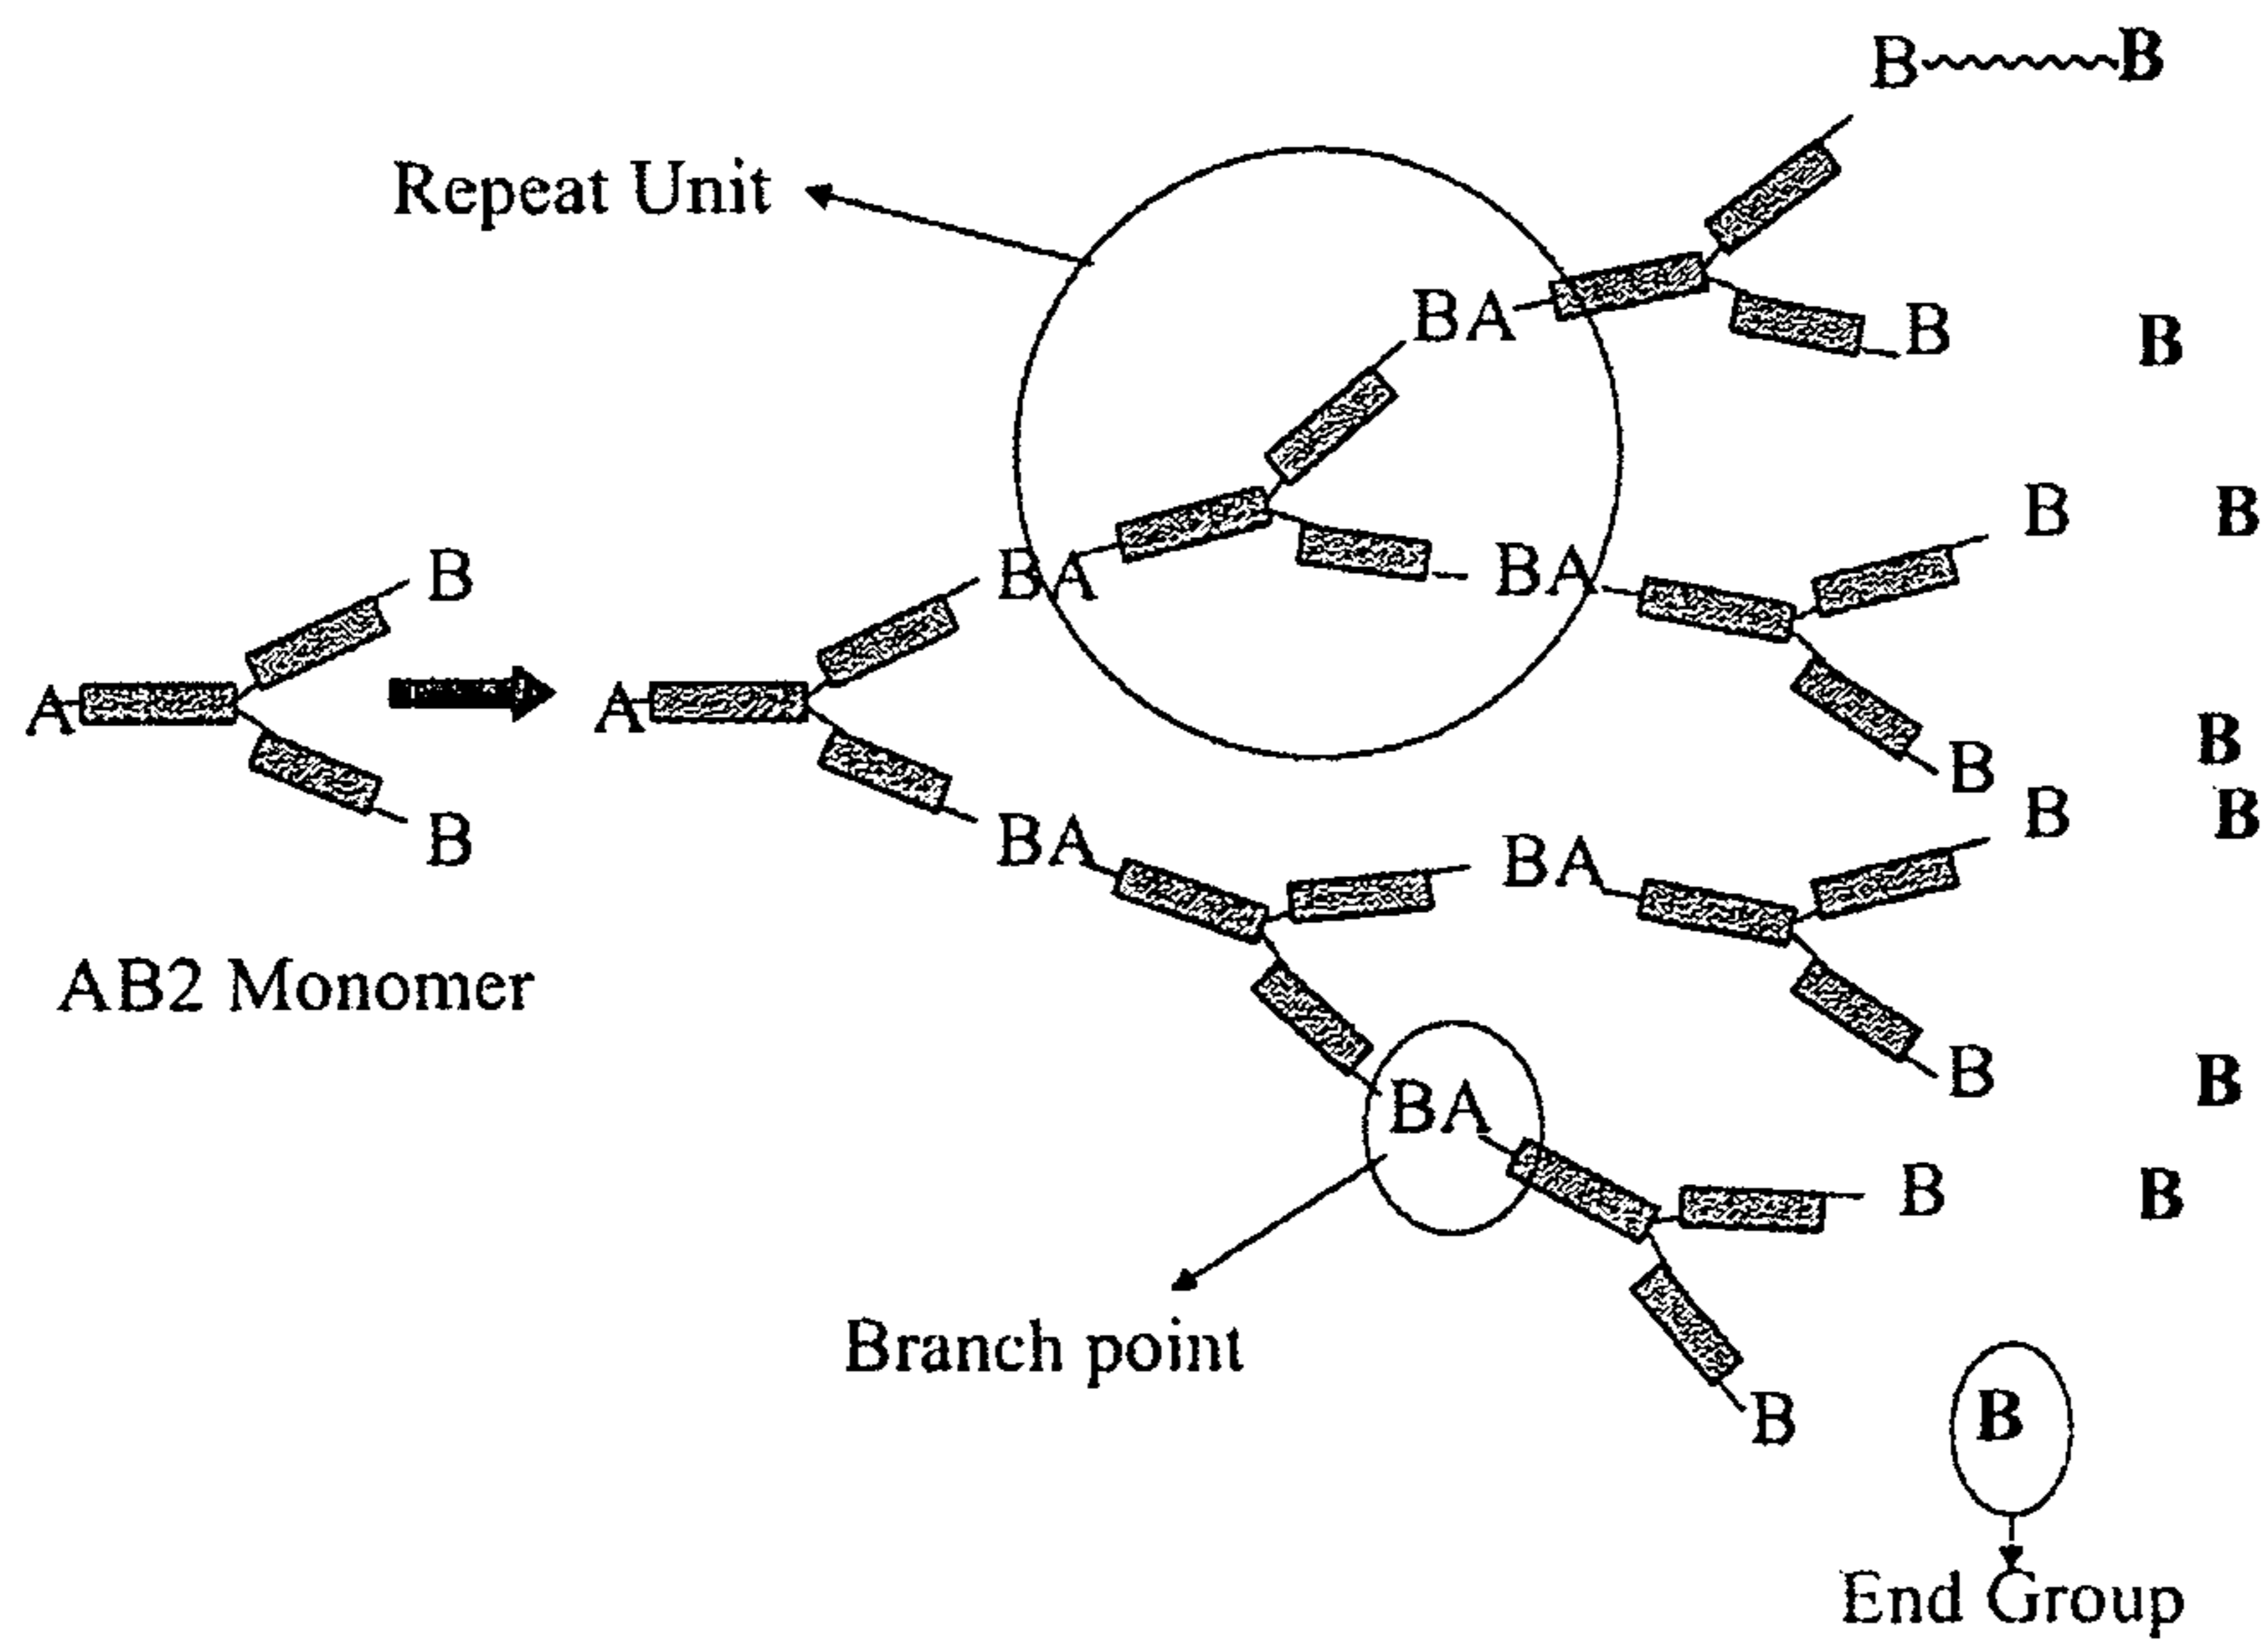 B B
Repeat Unit
BA B B
B B
B BA BA
A A B
B
B BA B B
BA
AB2 Monomer
B B
BA
B B
Branch point
B
B
End Group